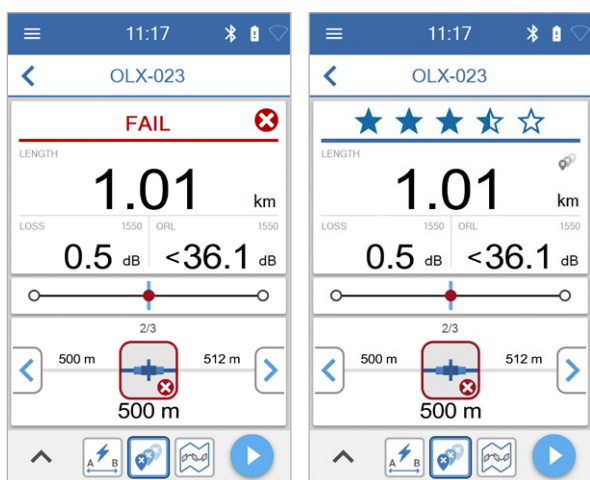 11:17
OLX-023
FAIL
LENGTH
1.01 km
LOSS 1550 ORL 1550
0.5 dB <36.1 dB
2/3
500 m 512 m
500 m
A B
11:17
OLX-023
LENGTH
1.01 km
LOSS 1550 ORL 1550
0.5 dB <36.1 dB
2/3
500 m 512 m
500 m
A B